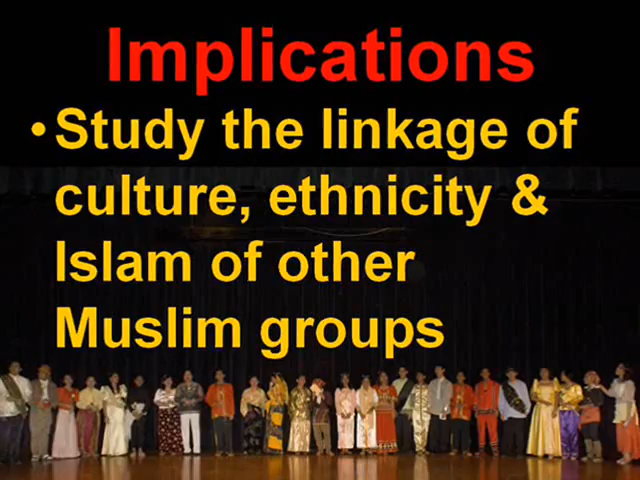 Implications
•Study the linkage of
culture, ethnicity &
Islam of other
Muslim groups